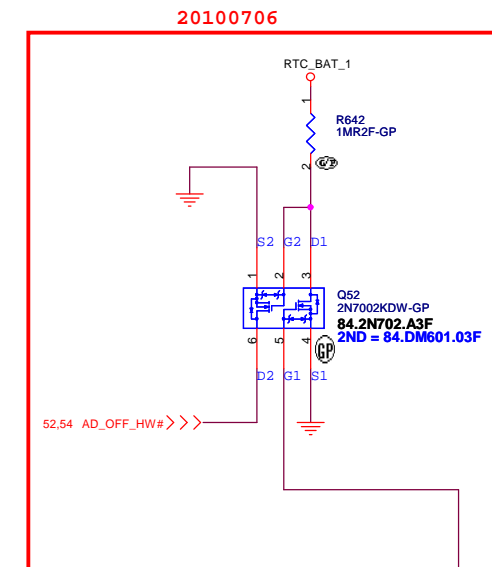 20100706
RTC_BAT_1
1
R642
1MR2F-GP
2
G/P
S2 G2 D1
1 2 3
Q52
2N7002KDW-GP
84.2N702.A3F
2ND = 84.DM601.03F
6 5 4
GP
D2 G1 S1
52,54 AD_OFF_HW#